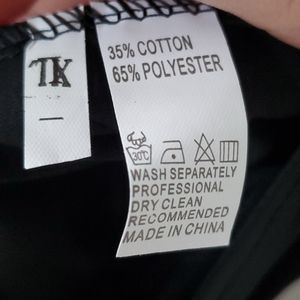 TK
35% COTTON
65% POLYESTER
30°C
WASH SEPARATELY
PROFESSIONAL
DRY CLEAN
RECOMMENDED
MADE IN CHINA